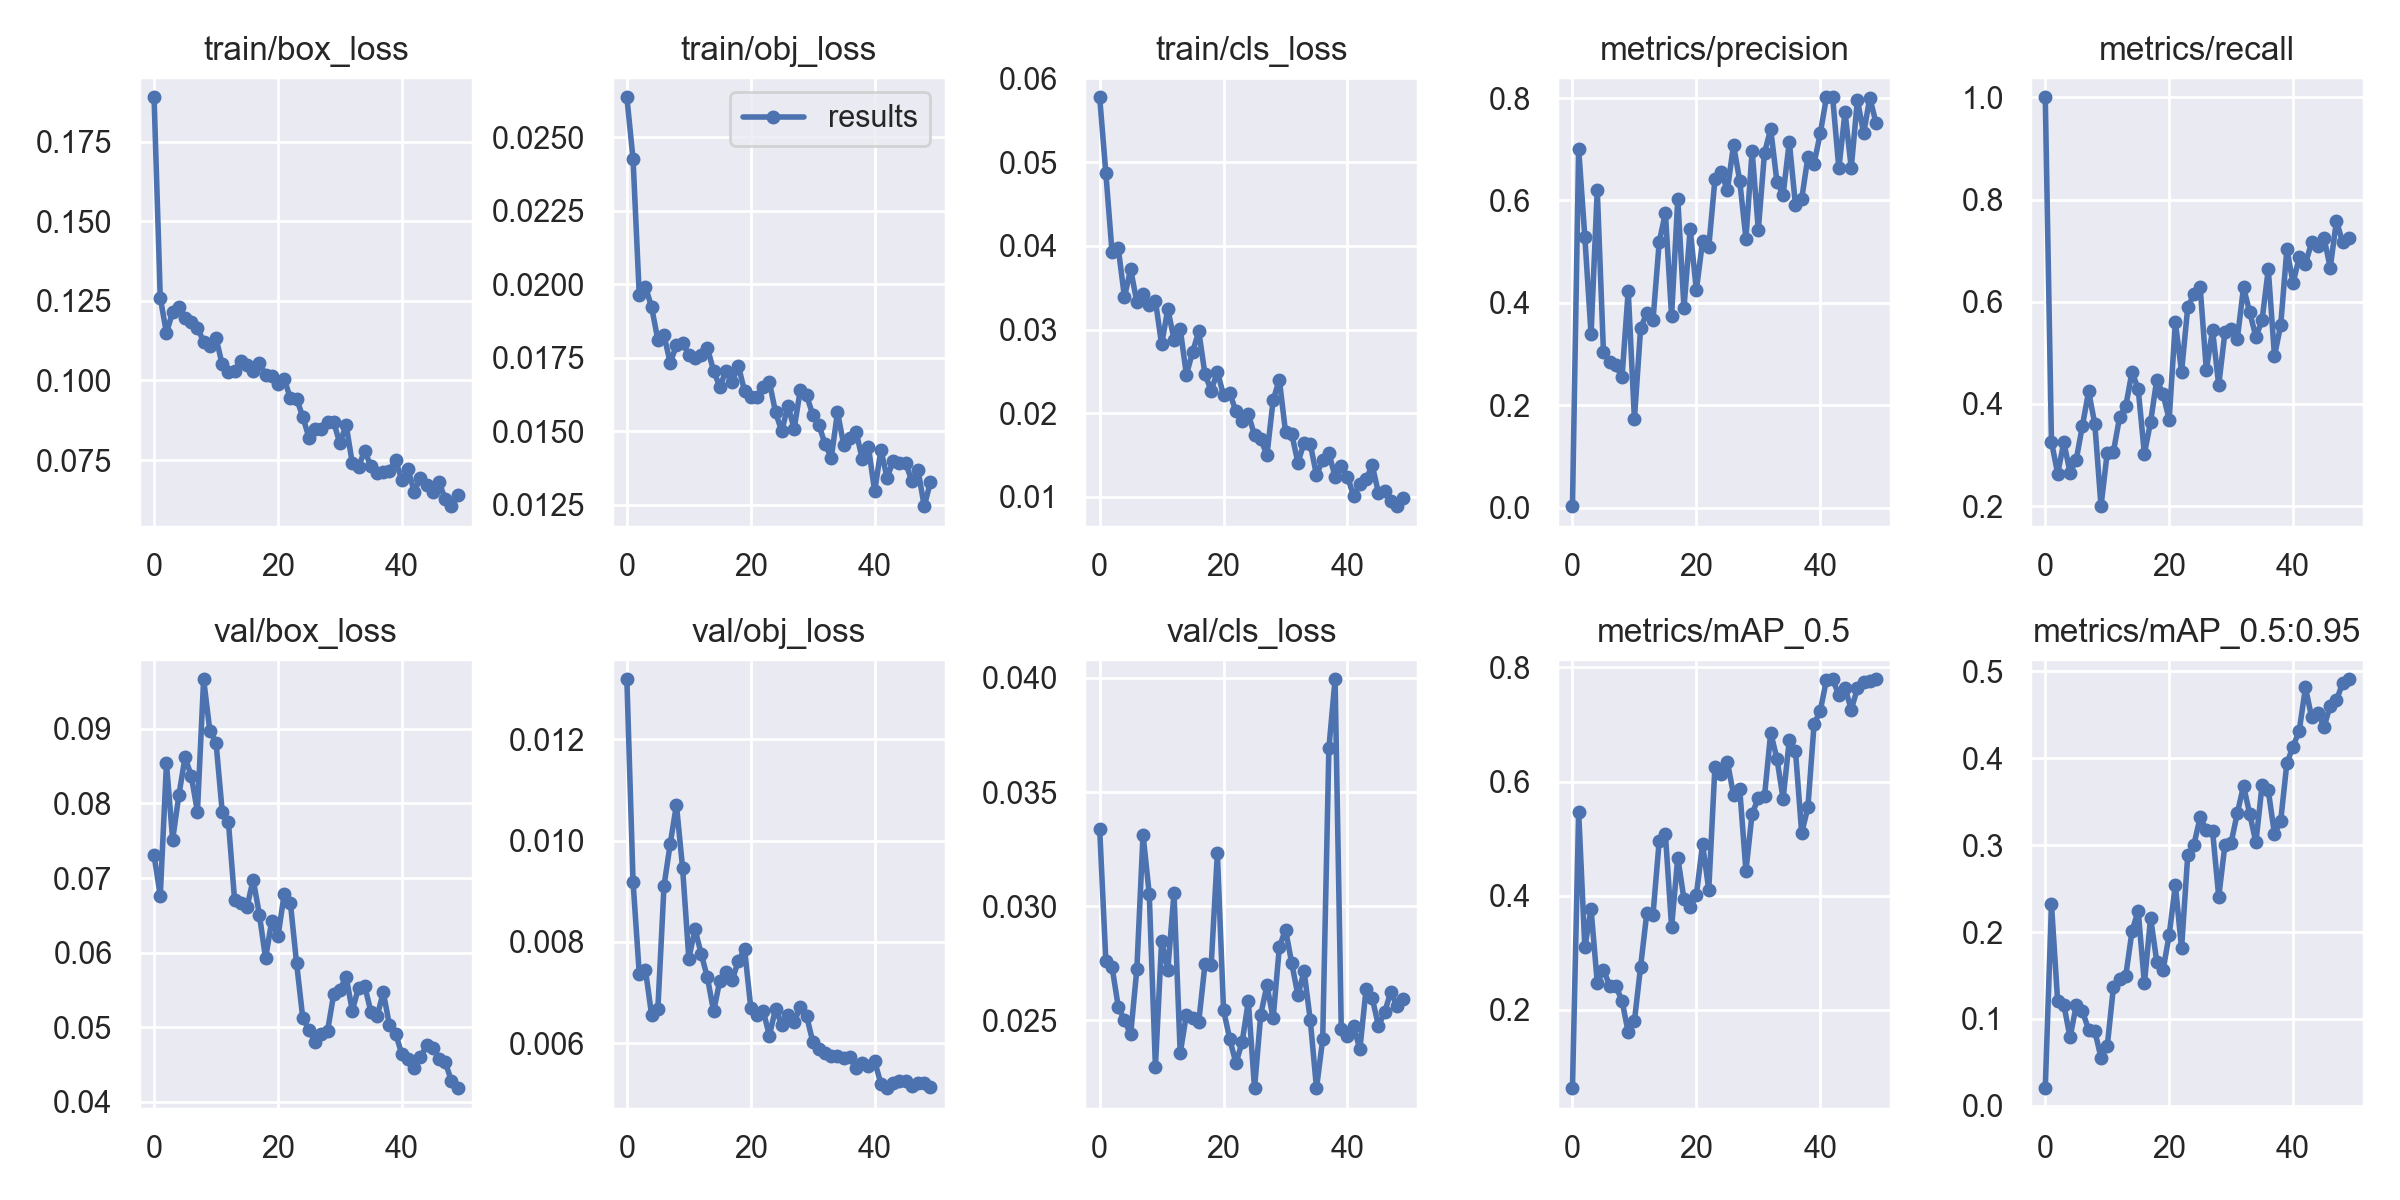 train/box_loss
0.175
0.150
0.125
0.100
0.075
0 20 40
train/obj_loss
results
0.0250
0.0225
0.0200
0.0175
0.0150
0.0125
0 20 40
train/cls_loss
0.06
0.05
0.04
0.03
0.02
0.01
0 20 40
metrics/precision
0.8
0.6
0.4
0.2
0.0
0 20 40
metrics/recall
1.0
0.8
0.6
0.4
0.2
0 20 40
val/box_loss
0.09
0.08
0.07
0.06
0.05
0.04
0 20 40
val/obj_loss
0.012
0.010
0.008
0.006
0 20 40
val/cls_loss
0.040
0.035
0.030
0.025
0 20 40
metrics/mAP_0.5
0.8
0.6
0.4
0.2
0 20 40
metrics/mAP_0.5:0.95
0.5
0.4
0.3
0.2
0.1
0.0
0 20 40